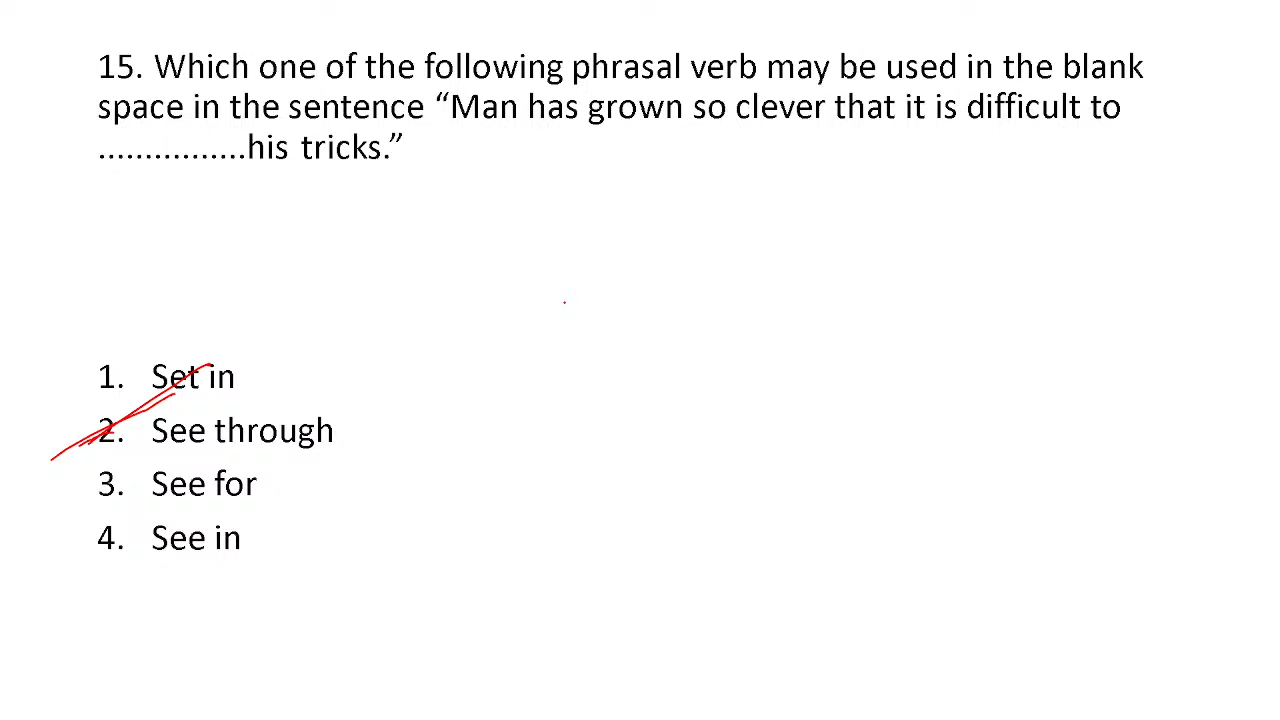 15. Which one of the following phrasal verb may be used in the blank
space in the sentence “Man has grown so clever that it is difficult to
................his tricks.”
1. Set in
2. See through
3. See for
4. See in